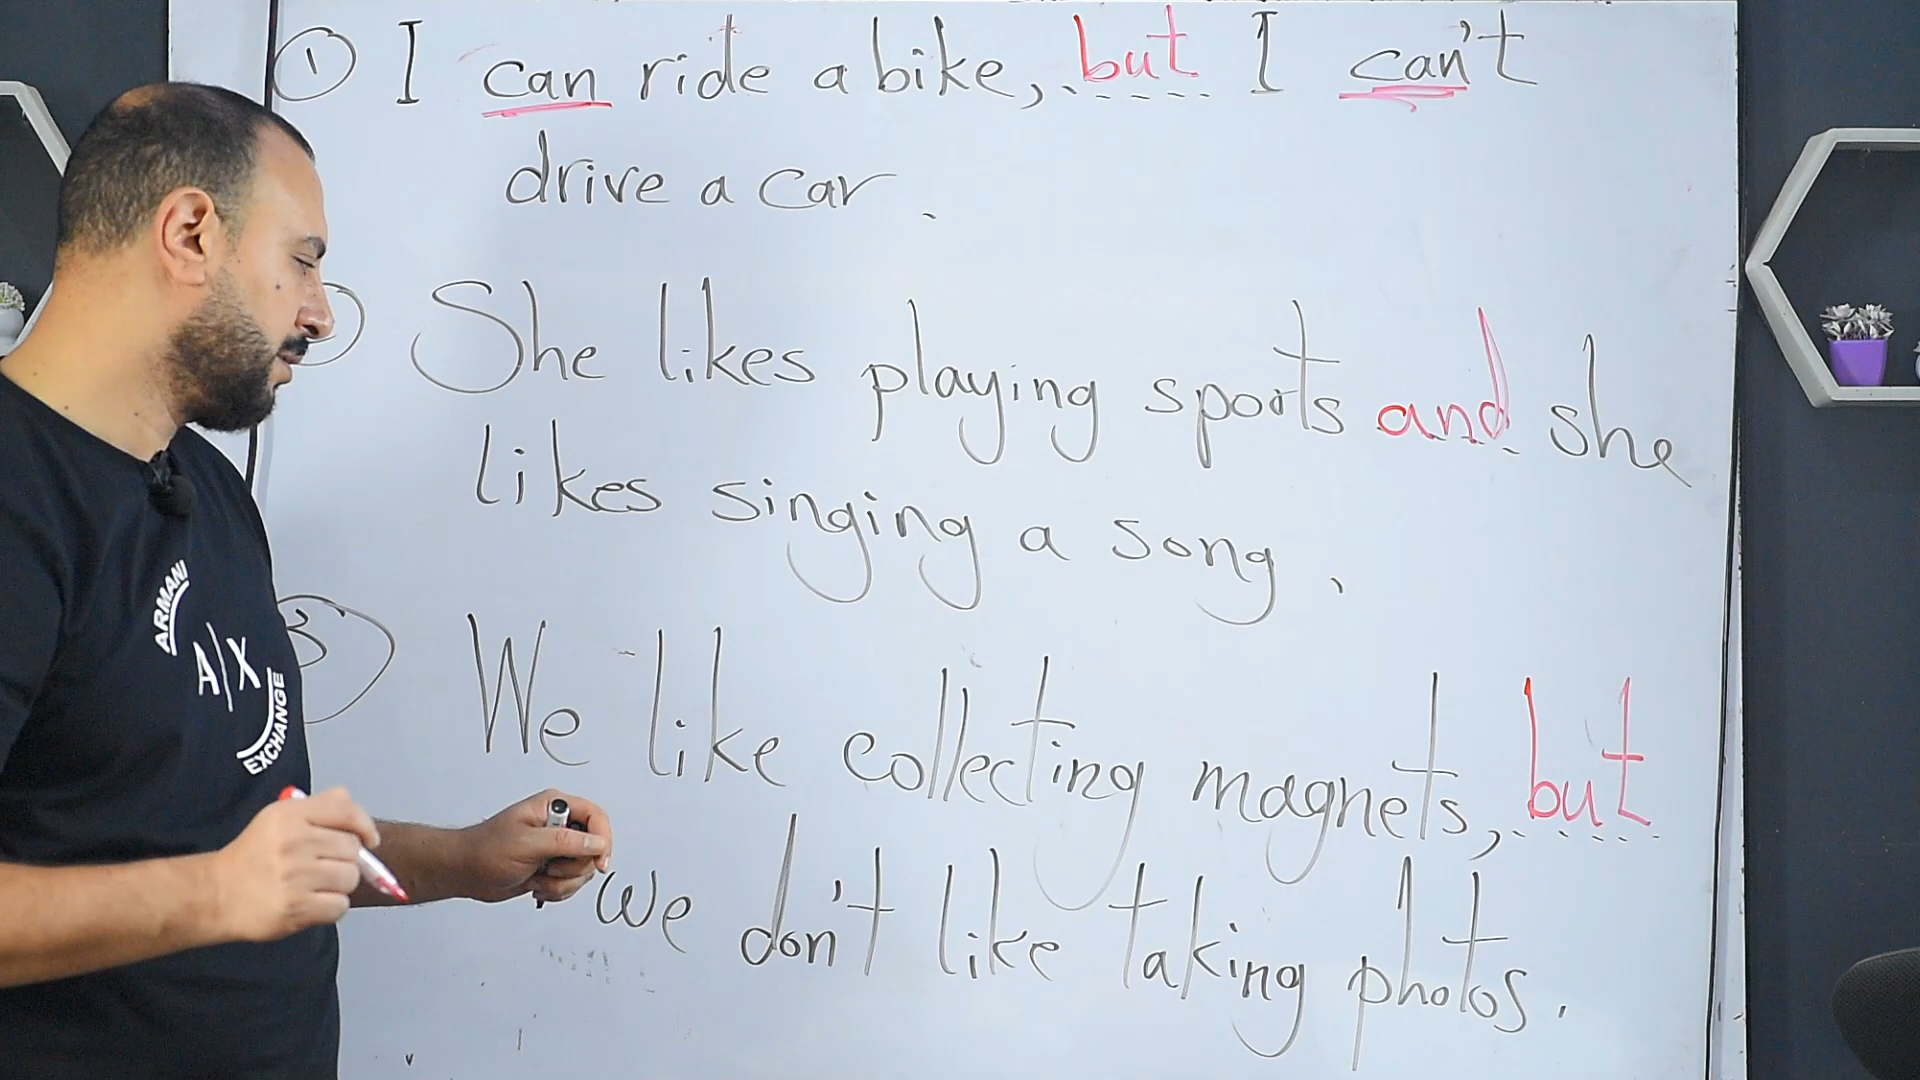 ① I can ride a bike, but I can't
drive a car.
She likes playing sports and she
likes singing a song.
③ We like collecting magnets, but
we don't like taking photos.
ARMANI
A|X
EXCHANGE